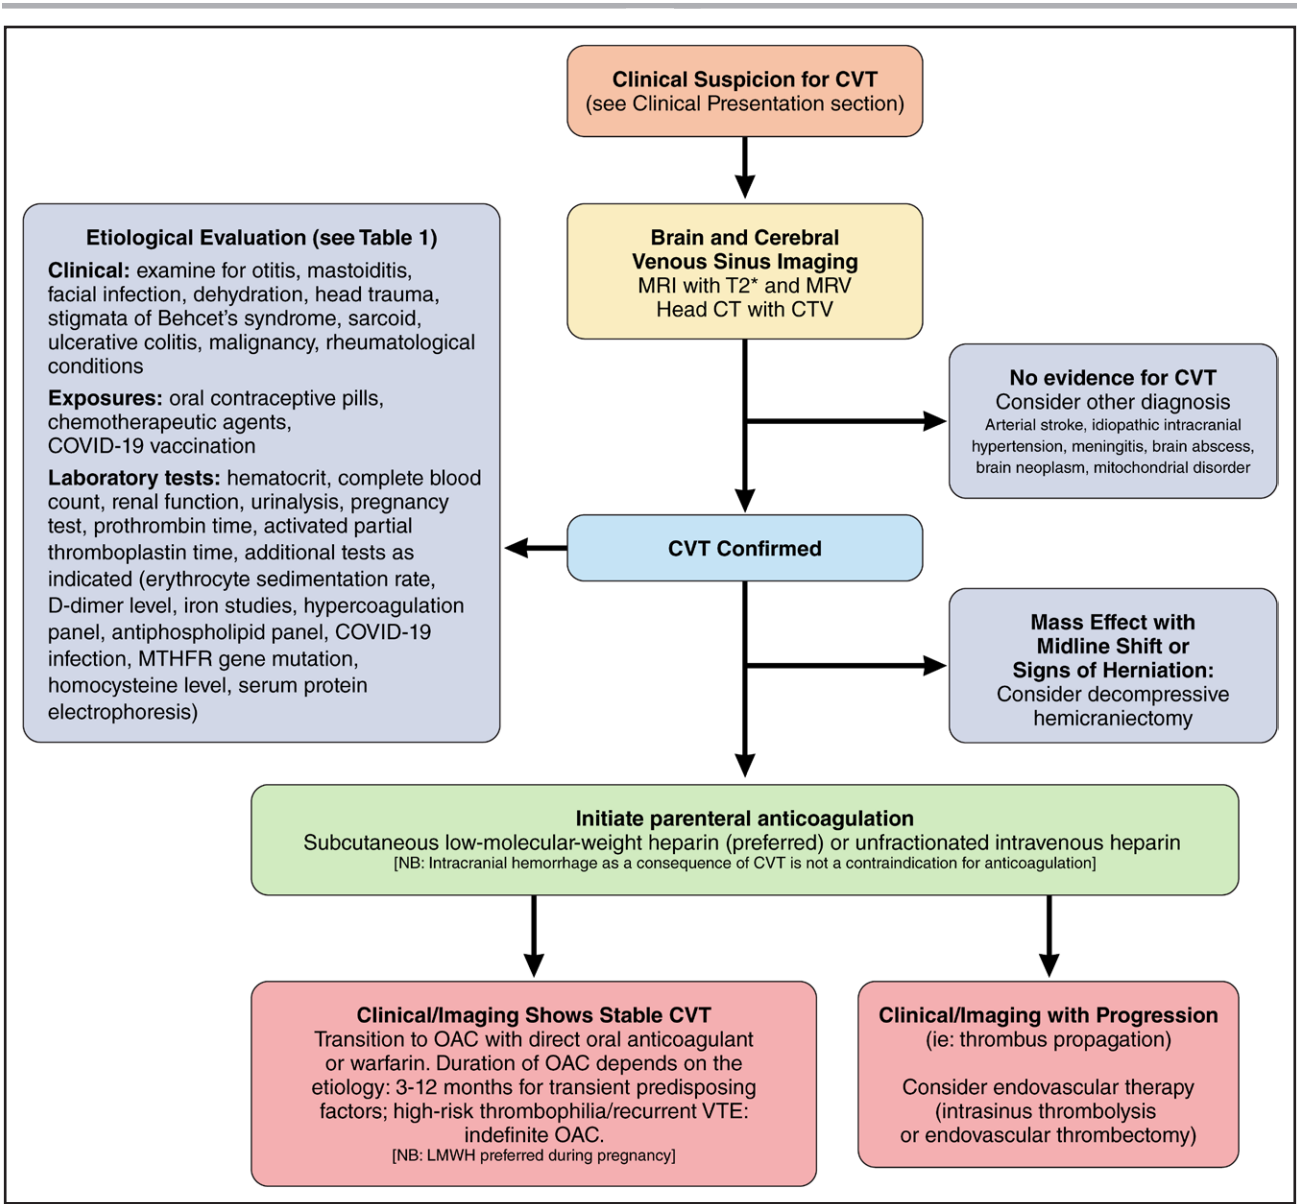 Clinical Suspicion for CVT
(see Clinical Presentation section)
Brain and Cerebral
Venous Sinus Imaging
MRI with T2* and MRV
Head CT with CTV
Etiological Evaluation (see Table 1)
Clinical: examine for otitis, mastoiditis,
facial infection, dehydration, head trauma,
stigmata of Behcet's syndrome, sarcoid,
ulcerative colitis, malignancy, rheumatological
conditions
Exposures: oral contraceptive pills,
chemotherapeutic agents,
COVID-19 vaccination
Laboratory tests: hematocrit, complete blood
count, renal function, urinalysis, pregnancy
test, prothrombin time, activated partial
thromboplastin time, additional tests as
indicated (erythrocyte sedimentation rate,
D-dimer level, iron studies, hypercoagulation
panel, antiphospholipid panel, COVID-19
infection, MTHFR gene mutation,
homocysteine level, serum protein
electrophoresis)
No evidence for CVT
Consider other diagnosis
Arterial stroke, idiopathic intracranial
hypertension, meningitis, brain abscess,
brain neoplasm, mitochondrial disorder
CVT Confirmed
Mass Effect with
Midline Shift or
Signs of Herniation:
Consider decompressive
hemicraniectomy
Initiate parenteral anticoagulation
Subcutaneous low-molecular-weight heparin (preferred) or unfractionated intravenous heparin
[NB: Intracranial hemorrhage as a consequence of CVT is not a contraindication for anticoagulation]
Clinical/Imaging Shows Stable CVT
Transition to OAC with direct oral anticoagulant
or warfarin. Duration of OAC depends on the
etiology: 3-12 months for transient predisposing
factors; high-risk thrombophilia/recurrent VTE:
indefinite OAC.
[NB: LMWH preferred during pregnancy]
Clinical/Imaging with Progression
(ie: thrombus propagation)
Consider endovascular therapy
(intrasinus thrombolysis
or endovascular thrombectomy)